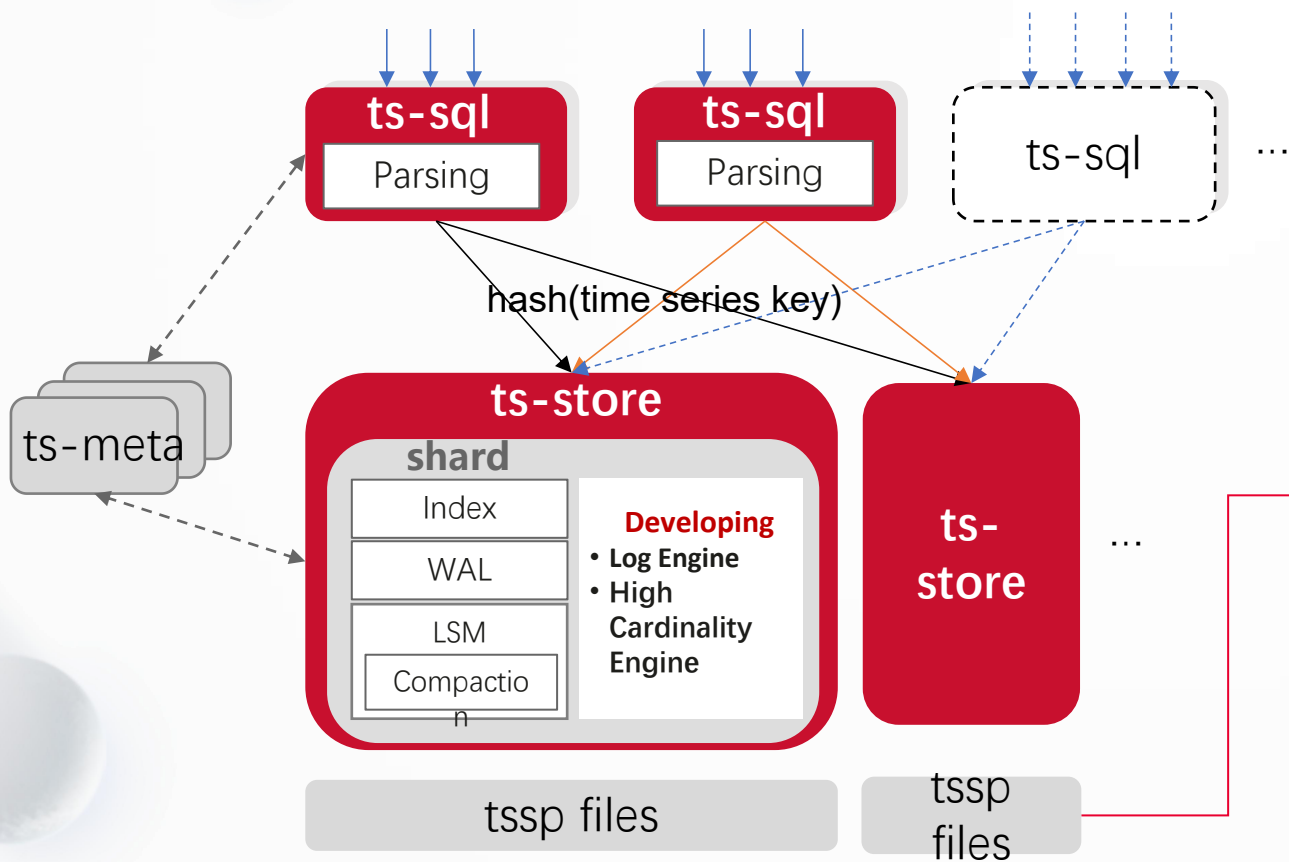 ts-sql
Parsing
ts-sql
Parsing
ts-sql
...
hash(time series key)
ts-meta
ts-store
shard
Index
WAL
LSM
Compactio
n
Developing
• Log Engine
• High
Cardinality
Engine
ts-
store
...
tssp files
tssp
files